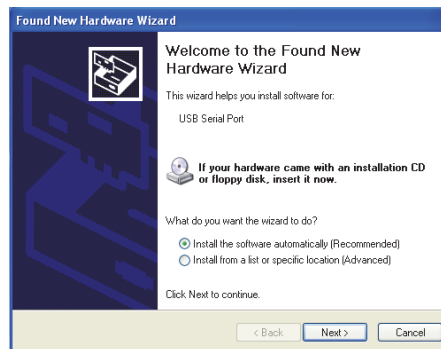 Found New Hardware Wizard
Welcome to the Found New
Hardware Wizard
This wizard helps you install software for:
USB Serial Port
If your hardware came with an installation CD
or floppy disk, insert it now.
What do you want the wizard to do?
Install the software automatically (Recommended)
Install from a list or specific location (Advanced)
Click Next to continue.
< Back Next > Cancel